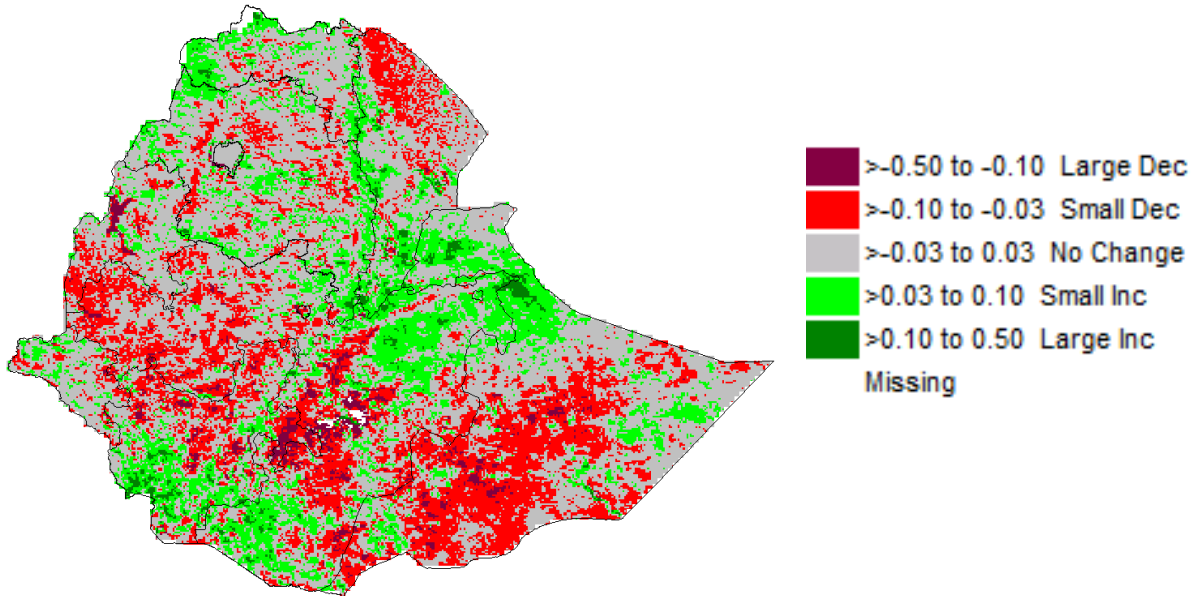 >-0.50 to -0.10 Large Dec
>-0.10 to -0.03 Small Dec
>-0.03 to 0.03 No Change
>0.03 to 0.10 Small Inc
>0.10 to 0.50 Large Inc
Missing